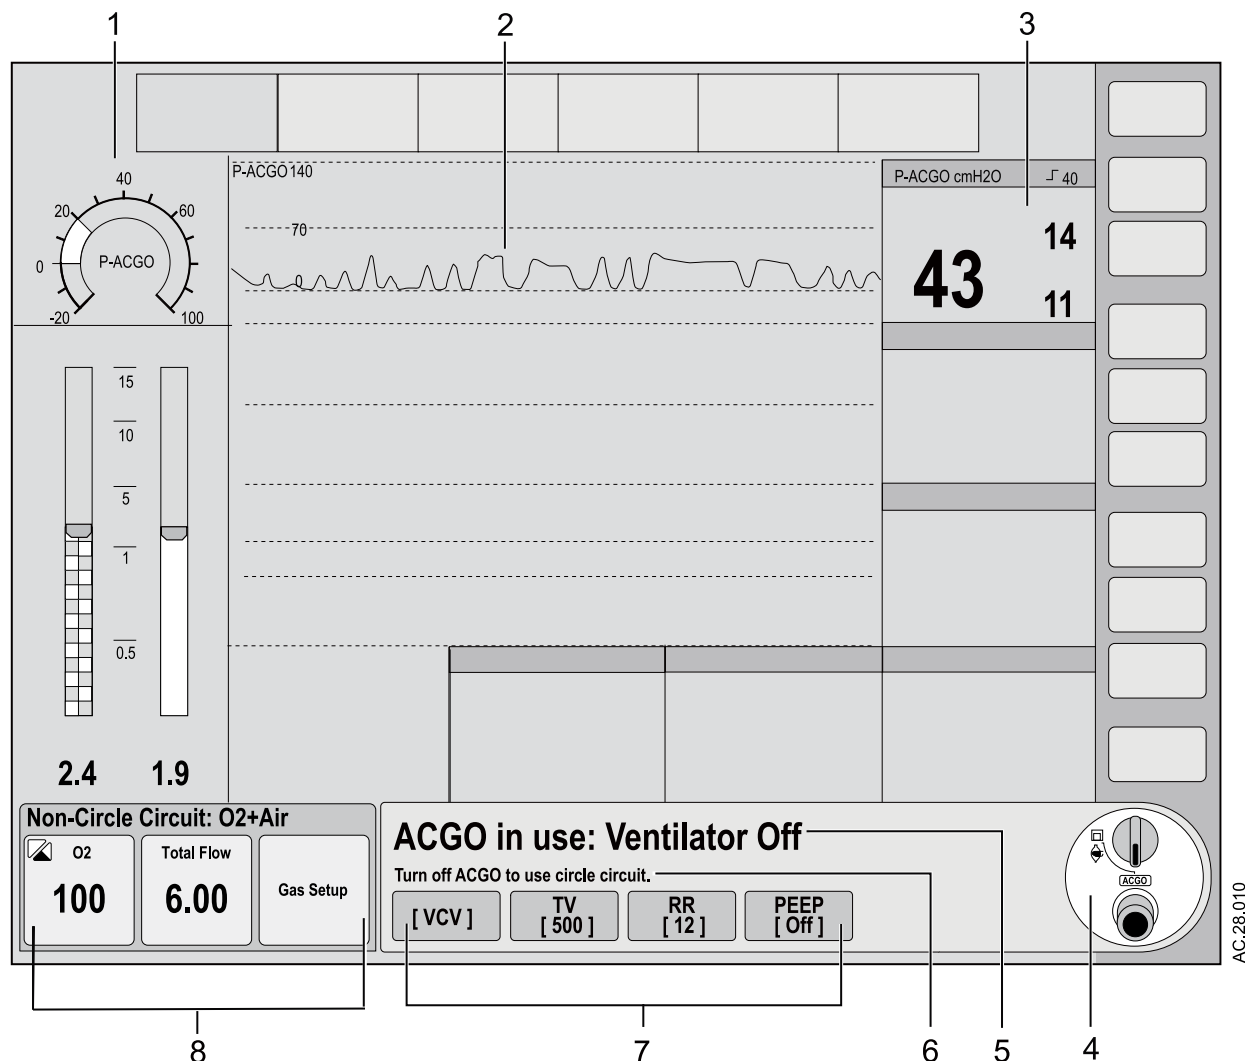 1
2
3
P-ACGO 140
70
0
P-ACGO cmH2O 40
14
43
11
40
20
60
P-ACGO
0
-20
100
15
10
5
1
0.5
2.4 1.9
Non-Circle Circuit: O2+Air
O2
100
Total Flow
6.00
Gas Setup
ACGO in use: Ventilator Off
Turn off ACGO to use circle circuit.
[ VCV ]
TV
[ 500 ]
RR
[ 12 ]
PEEP
[ Off ]
ACGO
AC.28.010
8
7
6
5
4